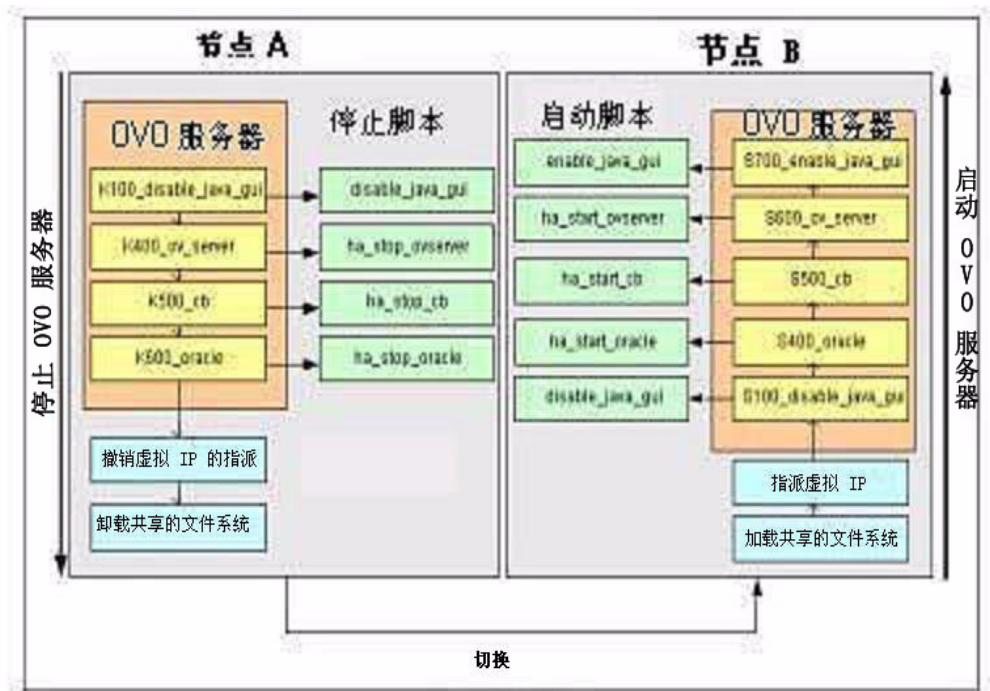 节点 A
停止 OVO 服务器
OVO 服务器
停止脚本
K100_disable_java_gui
disable_java_gui
K400_ov_server
ha_stop_ovserver
K500_cb
ha_stop_cb
K600_oracle
ha_stop_oracle
撤销虚拟 IP 的指派
卸载共享的文件系统
节点 B
启动脚本
OVO 服务器
enable_java_gui
S700_enable_java_gui
ha_start_ovserver
S600_ov_server
ha_start_cb
S500_cb
ha_start_oracle
S400_oracle
disable_java_gui
S100_disable_java_gui
指派虚拟 IP
加载共享的文件系统
启动 OVO 服务器
切换